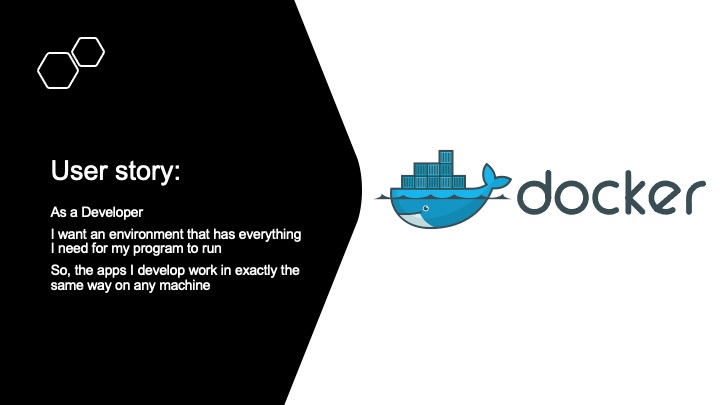 User story:
As a Developer
I want an environment that has everything
I need for my program to run
So, the apps I develop work in exactly the
same way on any machine
docker